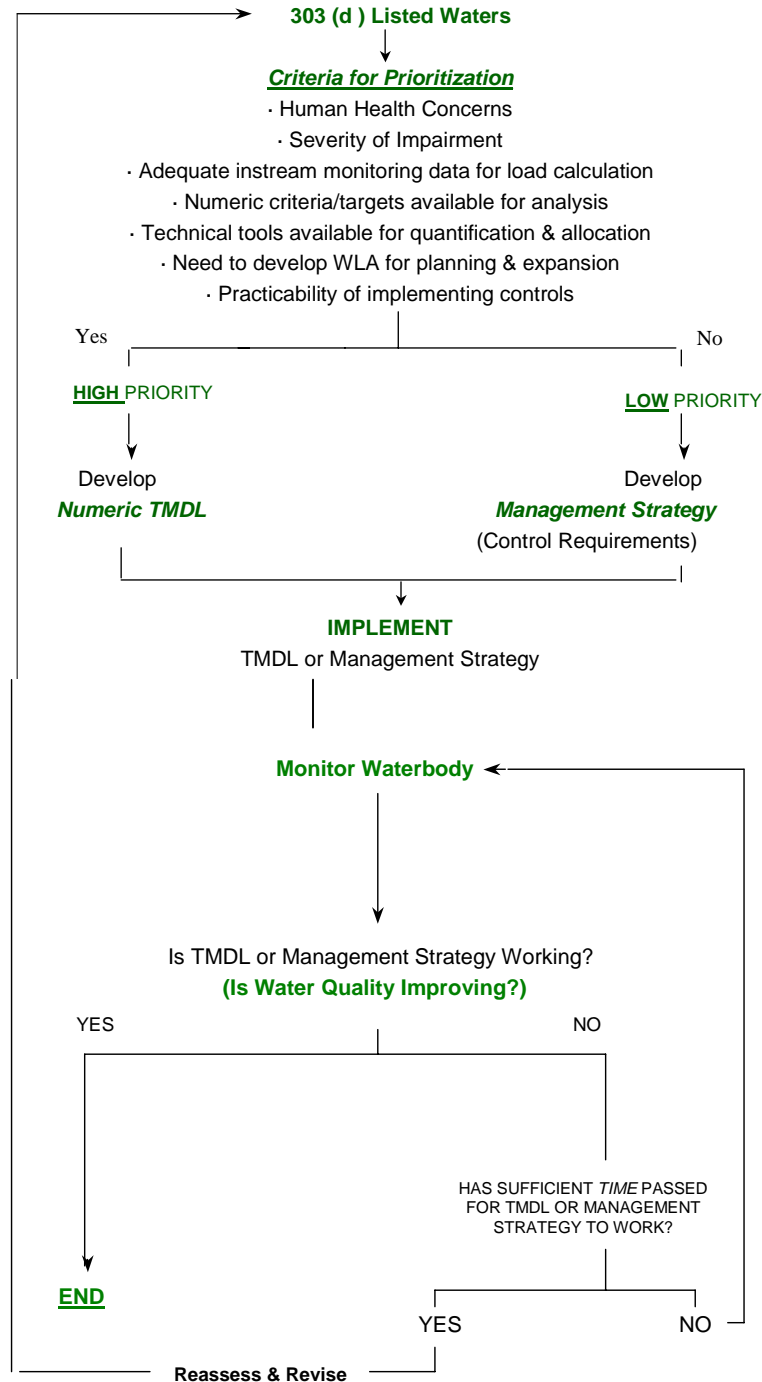 303 (d ) Listed Waters
Criteria for Prioritization
· Human Health Concerns
· Severity of Impairment
· Adequate instream monitoring data for load calculation
· Numeric criteria/targets available for analysis
· Technical tools available for quantification & allocation
· Need to develop WLA for planning & expansion
· Practicability of implementing controls
Yes
No
HIGH PRIORITY
LOW PRIORITY
Develop
Numeric TMDL
Develop
Management Strategy
(Control Requirements)
IMPLEMENT
TMDL or Management Strategy
Monitor Waterbody
Is TMDL or Management Strategy Working?
(Is Water Quality Improving?)
YES
NO
HAS SUFFICIENT TIME PASSED
FOR TMDL OR MANAGEMENT
STRATEGY TO WORK?
END
YES
NO
Reassess & Revise